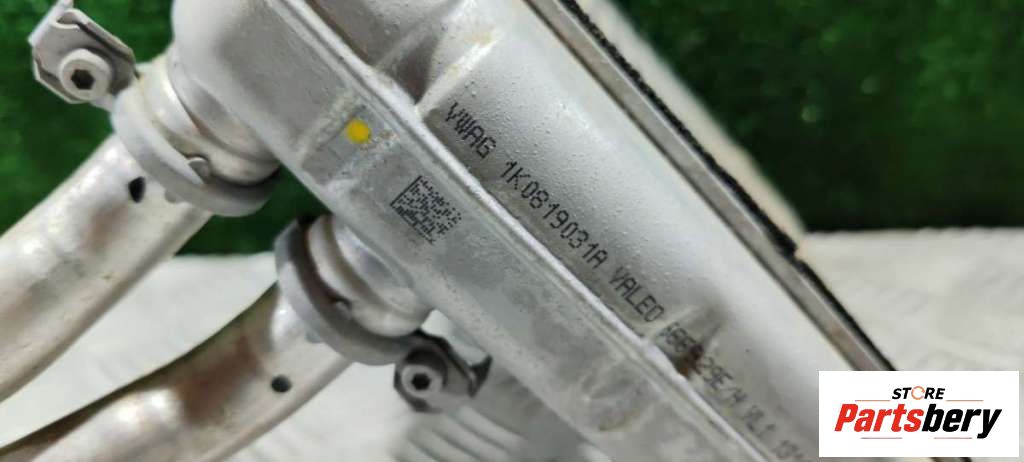 VWAG 1K0819031A VALEO
STORE
Partsbery